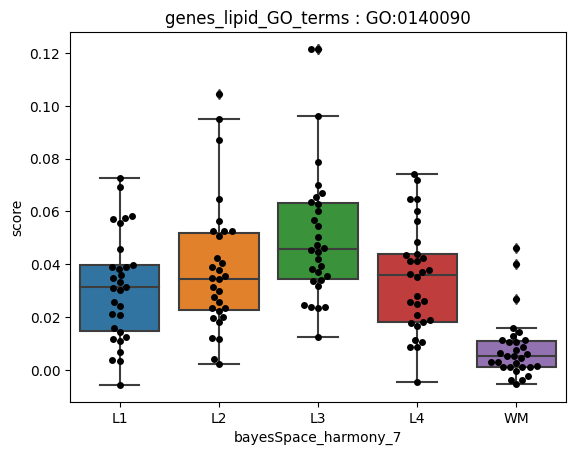 genes_lipid_GO_terms : GO:0140090
0.12
0.10
0.08
0.06
0.04
0.02
0.00
score
L1 L2 L3 L4 WM
bayesSpace_harmony_7